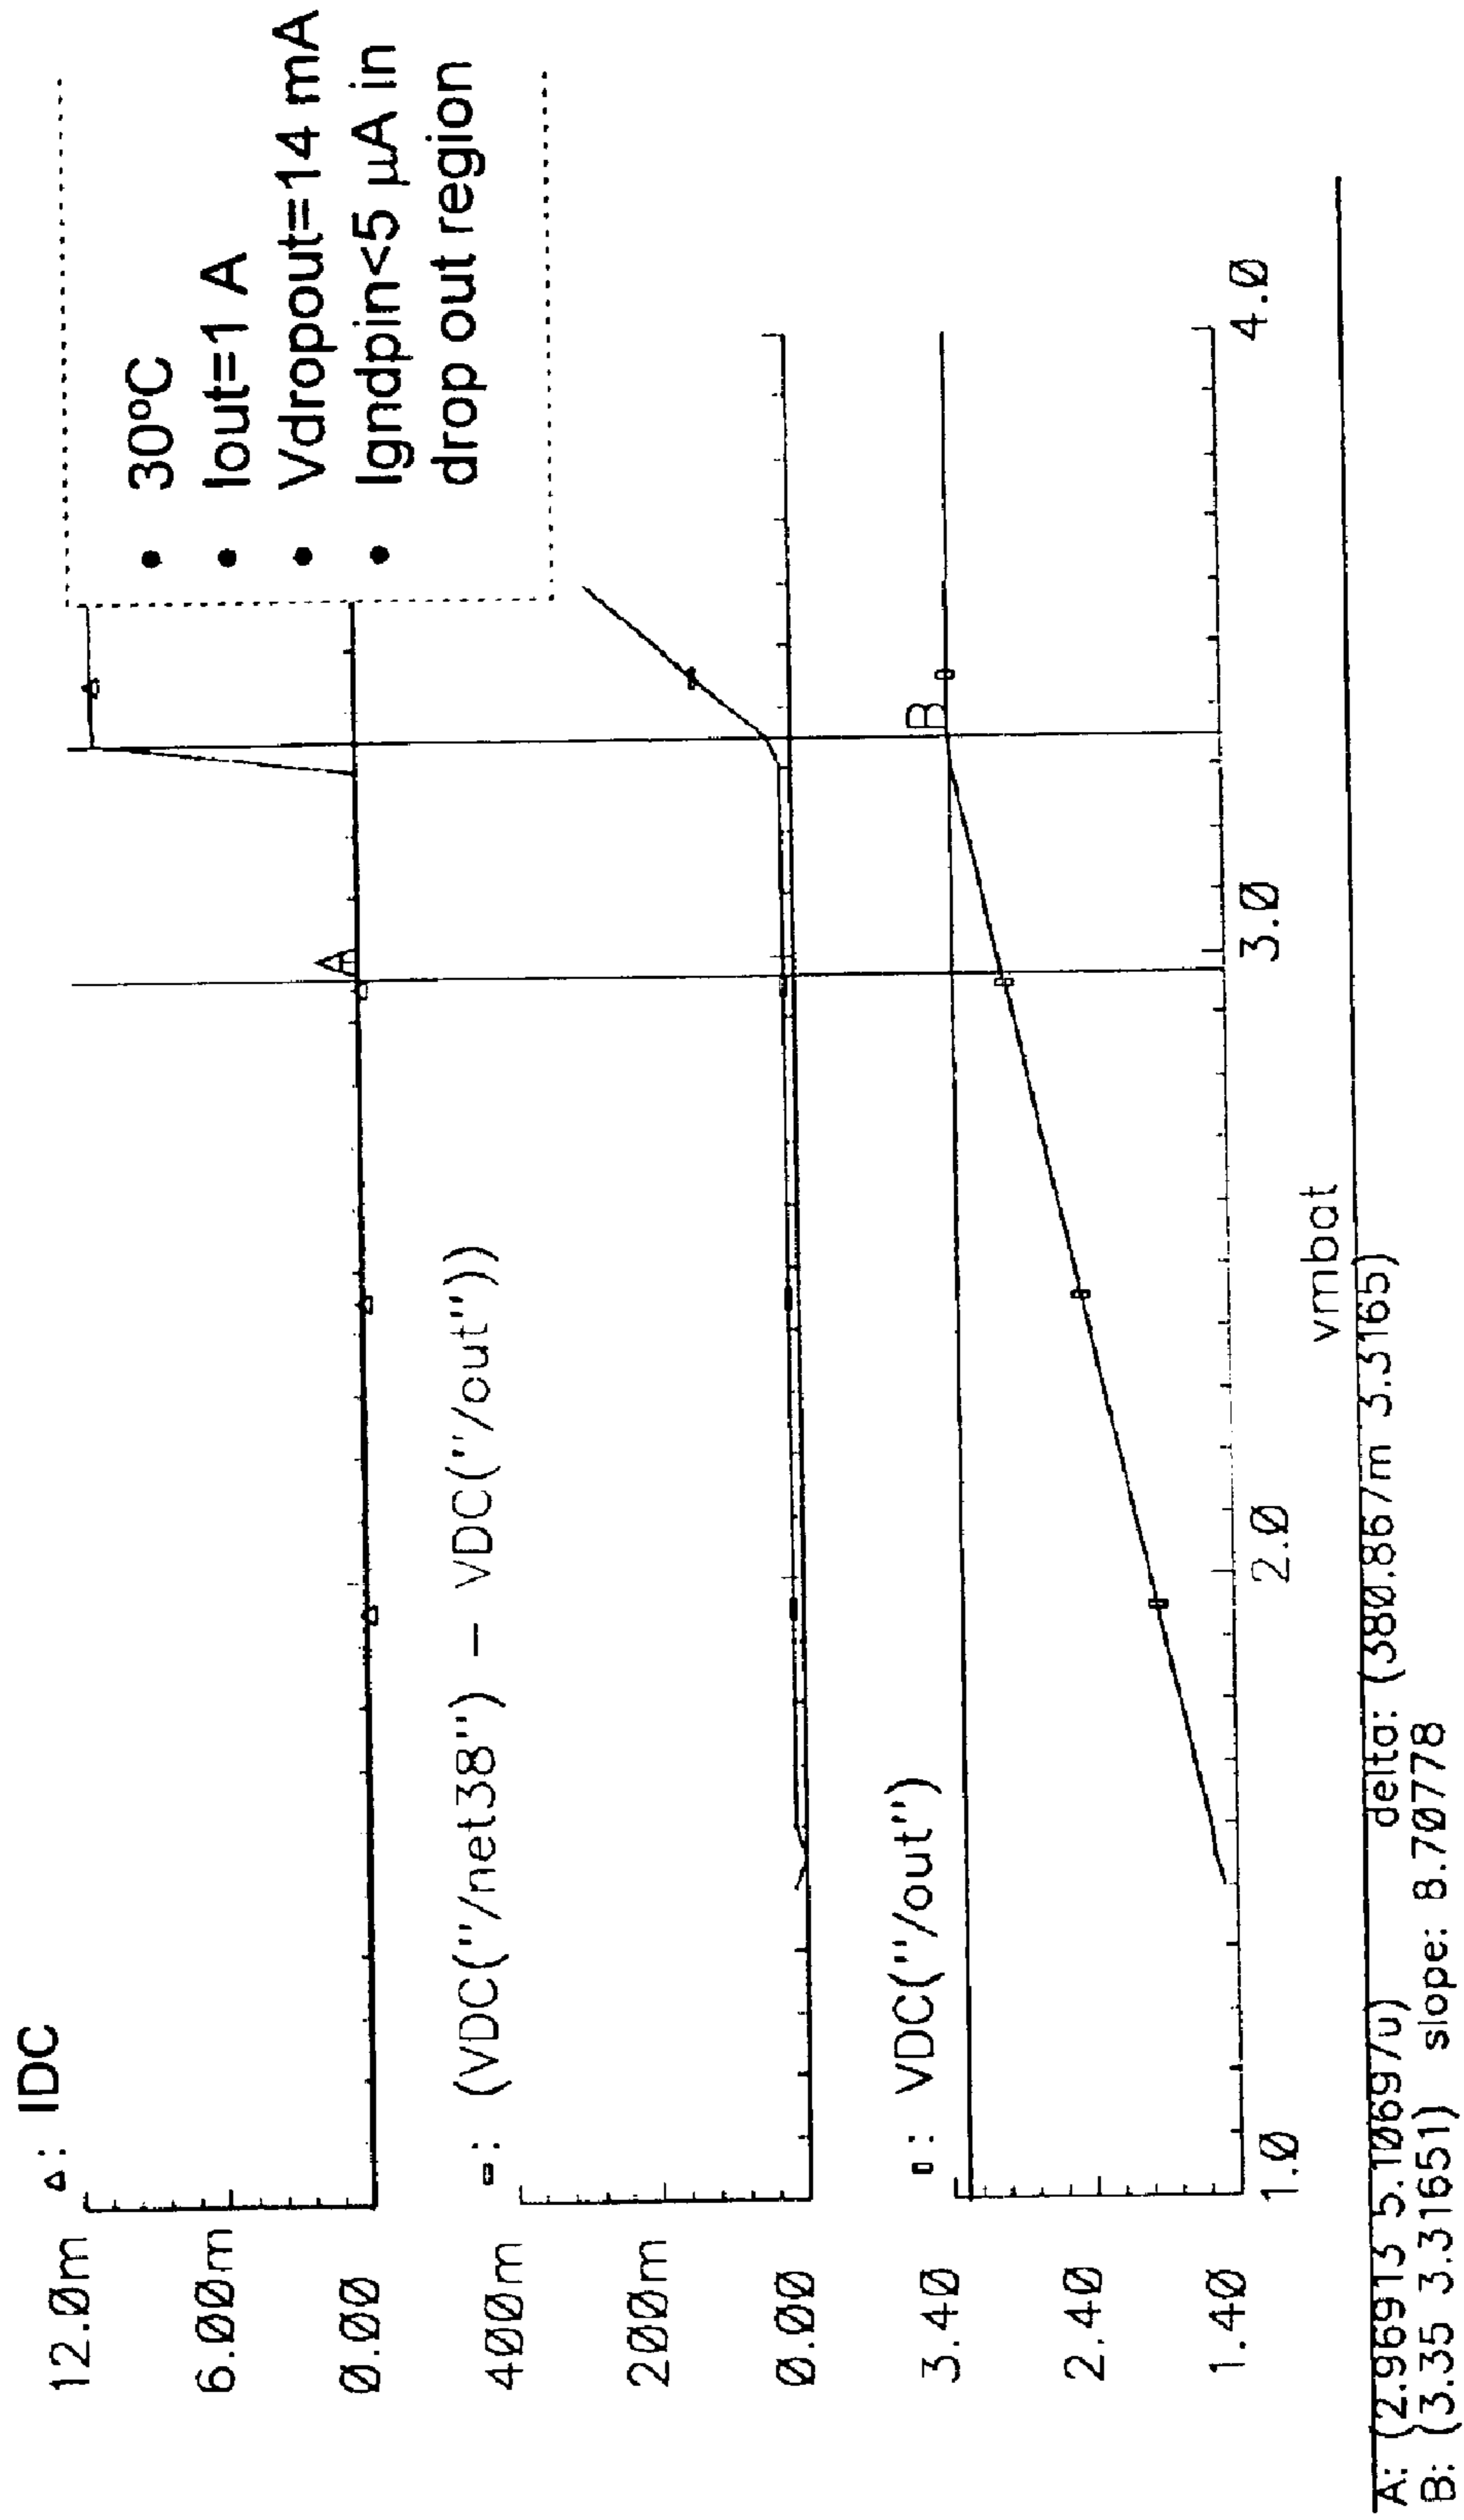 △: IDC
12.0m
6.00m
0.00
A
• 30ºC
• Iout=1 A
• Vdropout=14 mA
• Igndpin<5 µA in
drop out region
▭: (VDC("/net38") – VDC("/out"))
400m
200m
0.00
▫: VDC("/out")
3.40
2.40
1.40
B
1.0
2.0
3.0
4.0
vmbat
A: (2.96913 5.10697u) delta: (380.867m 3.3165)
B: (3.35 3.31651) slope: 8.70778